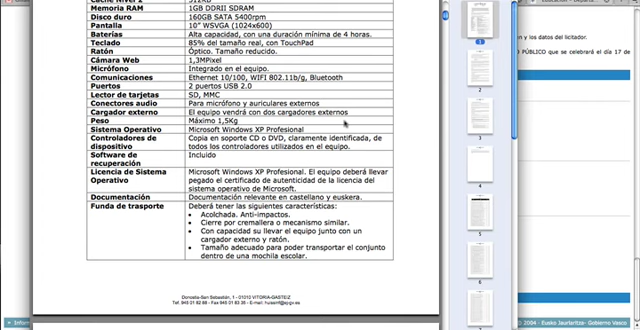 Cache Nivel 2 512KB
Memoria RAM 1GB DDRII SDRAM
Disco duro 160GB SATA 5400rpm
Pantalla 10" WSVGA (1024x600)
Baterías Alta capacidad, con una duración mínima de 4 horas.
Teclado 85% del tamaño real, con TouchPad
Ratón Óptico. Tamaño reducido.
Cámara Web 1,3MPixel
Micrófono Integrado en el equipo.
Comunicaciones Ethernet 10/100, WIFI 802.11b/g, Bluetooth
Puertos 2 puertos USB 2.0
Lector de tarjetas SD, MMC
Conectores audio Para micrófono y auriculares externos
Cargador externo El equipo vendrá con dos cargadores externos
Peso Máximo 1,5Kg
Sistema Operativo Microsoft Windows XP Profesional
Controladores de dispositivo Copia en soporte CD o DVD, claramente identificada, de
todos los controladores utilizados en el equipo.
Software de recuperación Incluido
Licencia de Sistema Operativo Microsoft Windows XP Profesional. El equipo deberá llevar
pegado el certificado de autenticidad de la licencia del
sistema operativo de Microsoft.
Documentación Documentación relevante en castellano y euskera.
Funda de trasporte Deberá tener las siguientes características:
• Acolchada. Anti-impactos.
• Cierre por cremallera o mecanismo similar.
• Con capacidad su llevar el equipo junto con un
cargador externo y ratón.
• Tamaño adecuado para poder transportar el conjunto
dentro de una mochila escolar.
Donostia-San Sebastián, 1 - 01010 VITORIA-GASTEIZ
1
2
3
4
5
6
y los datos del licitador.
PÚBLICO que se celebrará el día 17 de
© 2004 - Eusko Jaurlaritza - Gobierno Vasco